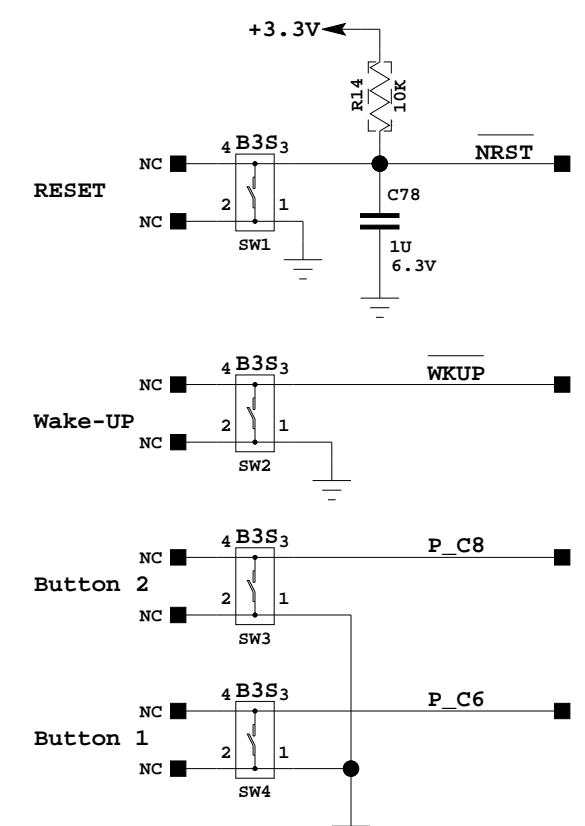 +3.3V
R14
10K
4 B3S 3
NC
NRST
RESET
C78
2
1
NC
SW1
1U
6.3V
4 B3S 3
NC
WKUP
Wake-UP
2
1
NC
SW2
4 B3S 3
NC
P_C8
Button 2
2
1
NC
SW3
4 B3S 3
NC
P_C6
Button 1
2
1
NC
SW4